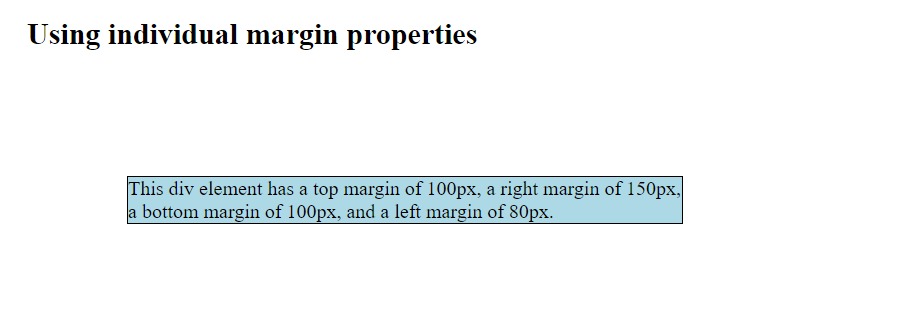 Using individual margin properties
This div element has a top margin of 100px, a right margin of 150px,
a bottom margin of 100px, and a left margin of 80px.